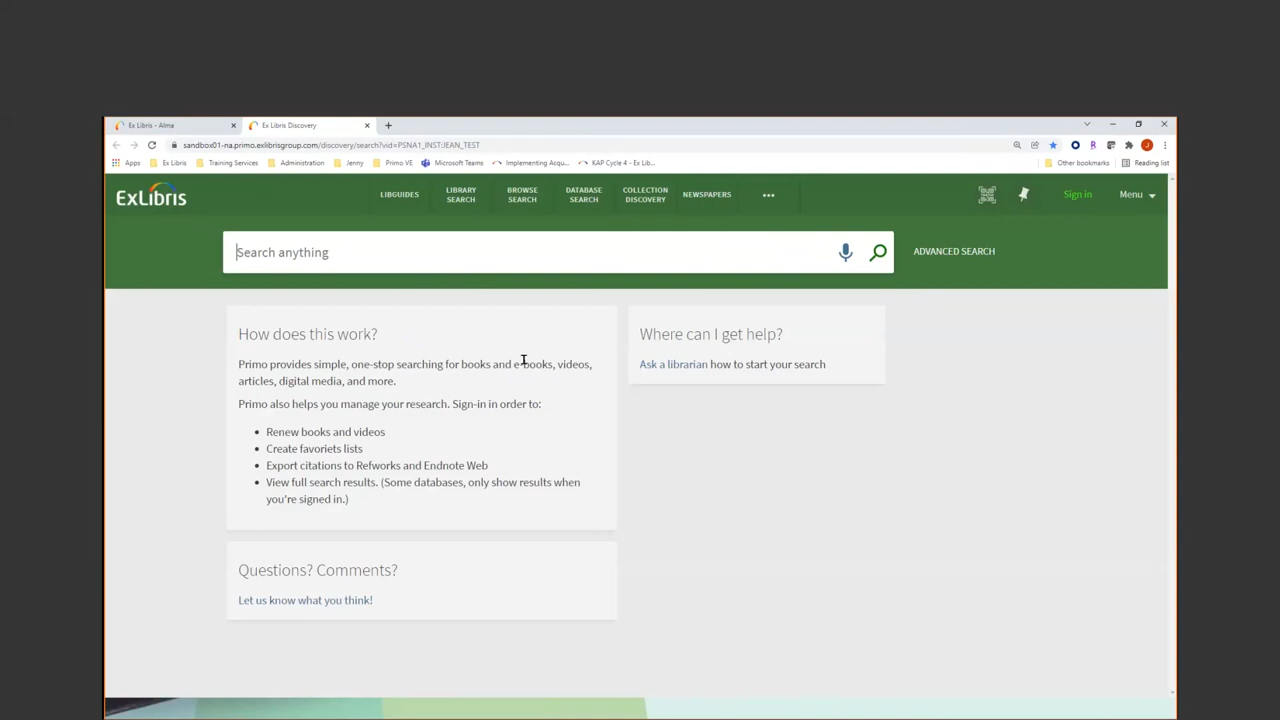 Ex Libris - Alma
Ex Libris Discovery
sandbox01-na.primo.exlibrisgroup.com/discovery/search?vid=PSNA1_INST:JEAN_TEST
Apps Ex Libris Training Services Administration Jenny Primo VE Microsoft Teams Implementing Acqu... KAP Cycle 4 - Ex Lib... Other bookmarks Reading list
ExLibris
LIBGUIDES
LIBRARY
SEARCH
BROWSE
SEARCH
DATABASE
SEARCH
COLLECTION
DISCOVERY
NEWSPAPERS
Sign in
Menu
Search anything
ADVANCED SEARCH
How does this work?
Primo provides simple, one-stop searching for books and e-books, videos,
articles, digital media, and more.
Primo also helps you manage your research. Sign-in in order to:
• Renew books and videos
• Create favoriets lists
• Export citations to Refworks and Endnote Web
• View full search results. (Some databases, only show results when
you're signed in.)
Where can I get help?
Ask a librarian how to start your search
Questions? Comments?
Let us know what you think!